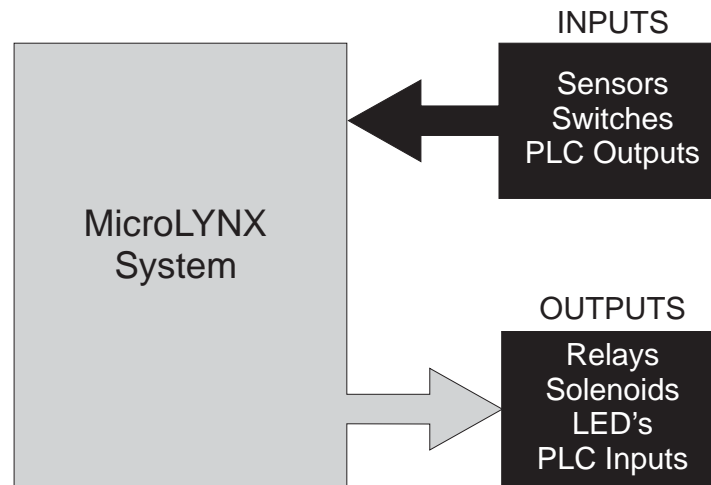 INPUTS
Sensors
Switches
PLC Outputs
MicroLYNX
System
OUTPUTS
Relays
Solenoids
LED’s
PLC Inputs